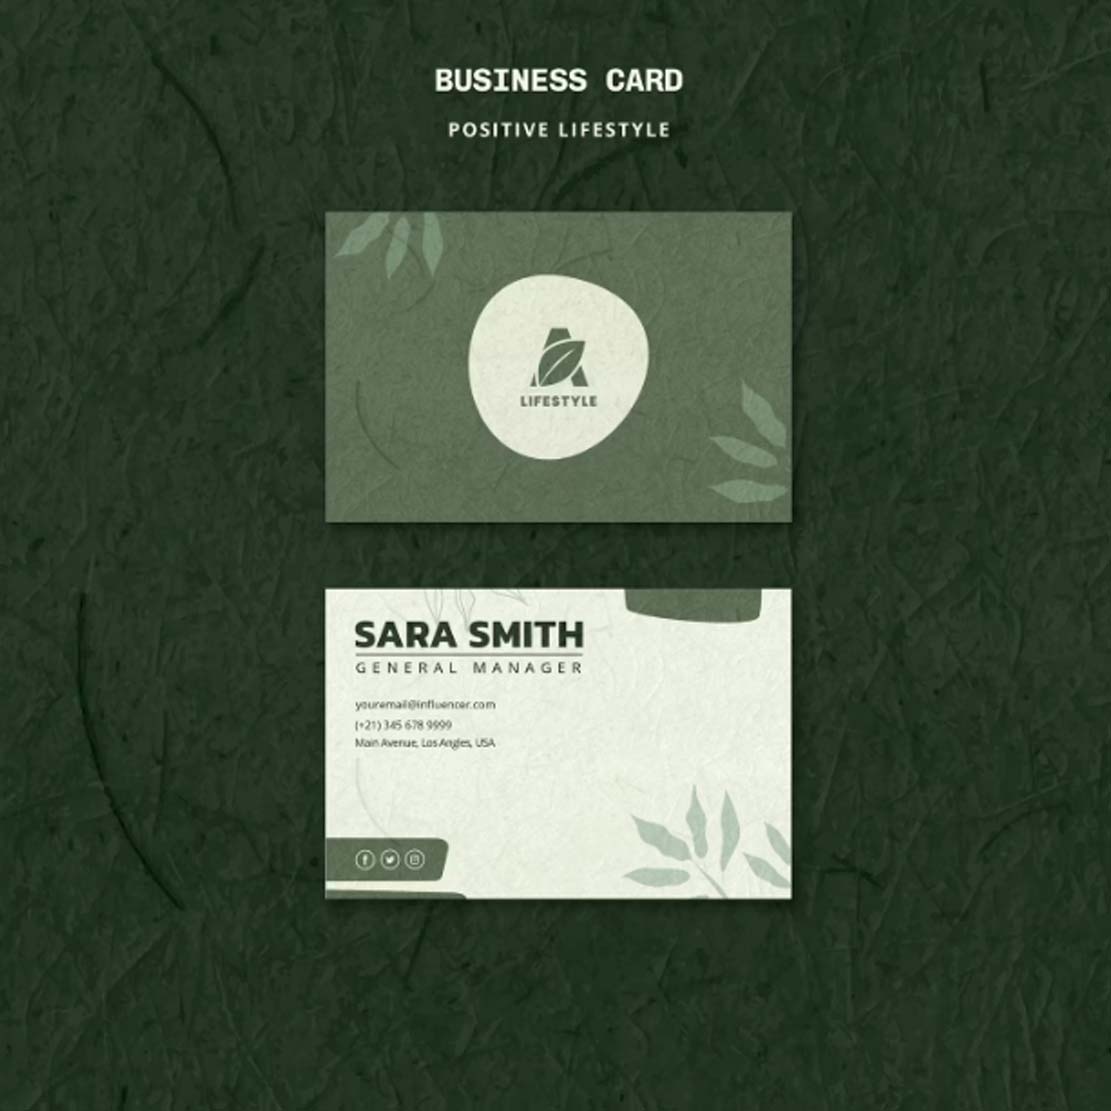 BUSINESS CARD
POSITIVE LIFESTYLE
A
LIFESTYLE
SARA SMITH
GENERAL MANAGER
youremail@influencer.com
(+21) 345 678 9999
Main Avenue, Los Angles, USA